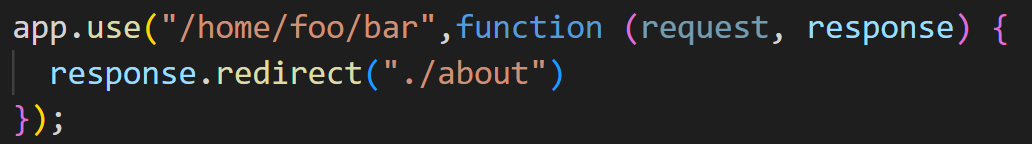 app.use("/home/foo/bar",function (request, response) {
  response.redirect("./about")
});